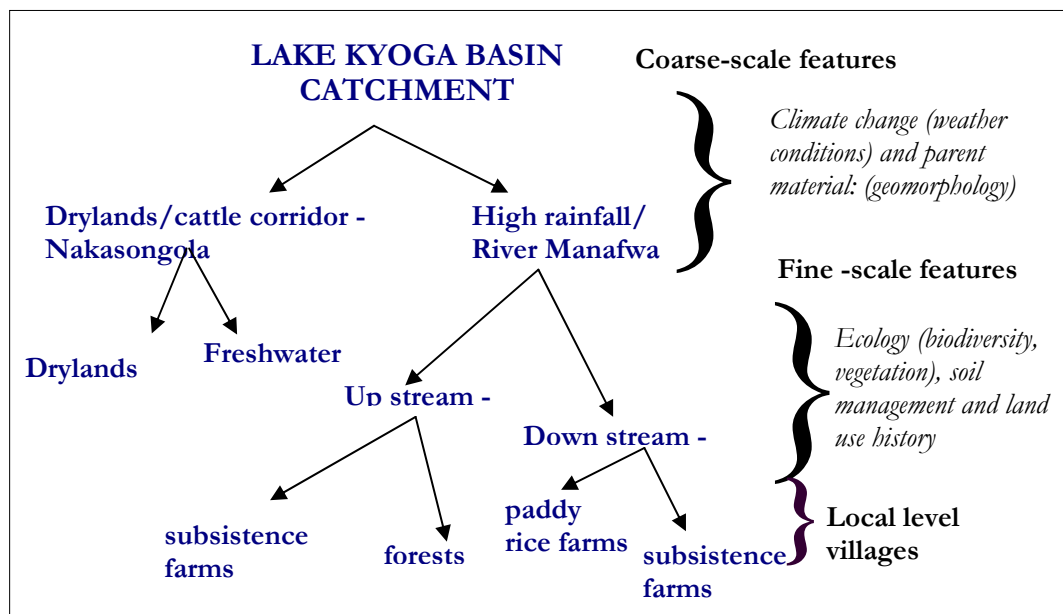 LAKE KYOGA BASIN
CATCHMENT
Coarse-scale features
Climate change (weather
conditions) and parent
material: (geomorphology)
Drylands/cattle corridor -
Nakasongola
High rainfall/
River Manafwa
Fine -scale features
Drylands
Freshwater
Ecology (biodiversity,
vegetation), soil
management and land
use history
Up stream -
Down stream -
subsistence
farms
forests
paddy
rice farms
subsistence
farms
Local level
villages